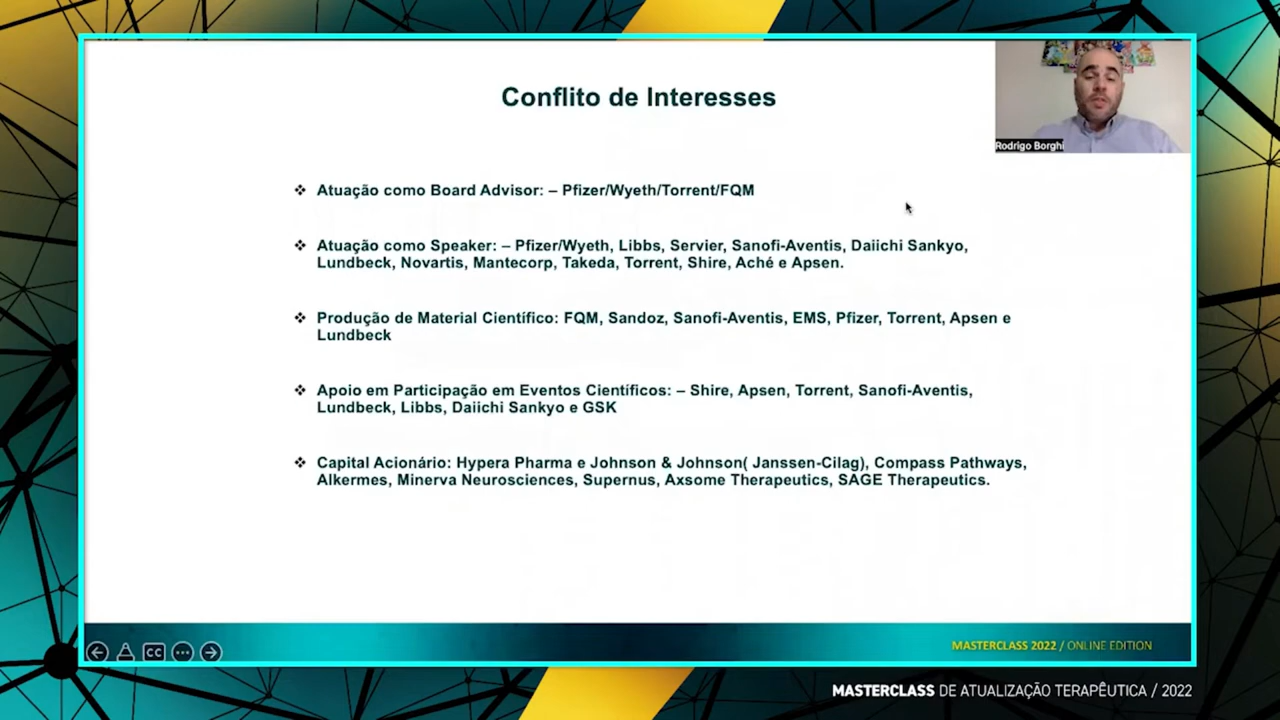 Conflito de Interesses
Rodrigo Borghi
❖ Atuação como Board Advisor: – Pfizer/Wyeth/Torrent/FQM
❖ Atuação como Speaker: – Pfizer/Wyeth, Libbs, Servier, Sanofi-Aventis, Daiichi Sankyo,
Lundbeck, Novartis, Mantecorp, Takeda, Torrent, Shire, Aché e Apsen.
❖ Produção de Material Científico: FQM, Sandoz, Sanofi-Aventis, EMS, Pfizer, Torrent, Apsen e
Lundbeck
❖ Apoio em Participação em Eventos Científicos: – Shire, Apsen, Torrent, Sanofi-Aventis,
Lundbeck, Libbs, Daiichi Sankyo e GSK
❖ Capital Acionário: Hypera Pharma e Johnson & Johnson( Janssen-Cilag), Compass Pathways,
Alkermes, Minerva Neurosciences, Supernus, Axsome Therapeutics, SAGE Therapeutics.
CC
MASTERCLASS 2022 / ONLINE EDITION
MASTERCLASS DE ATUALIZAÇÃO TERAPÊUTICA / 2022